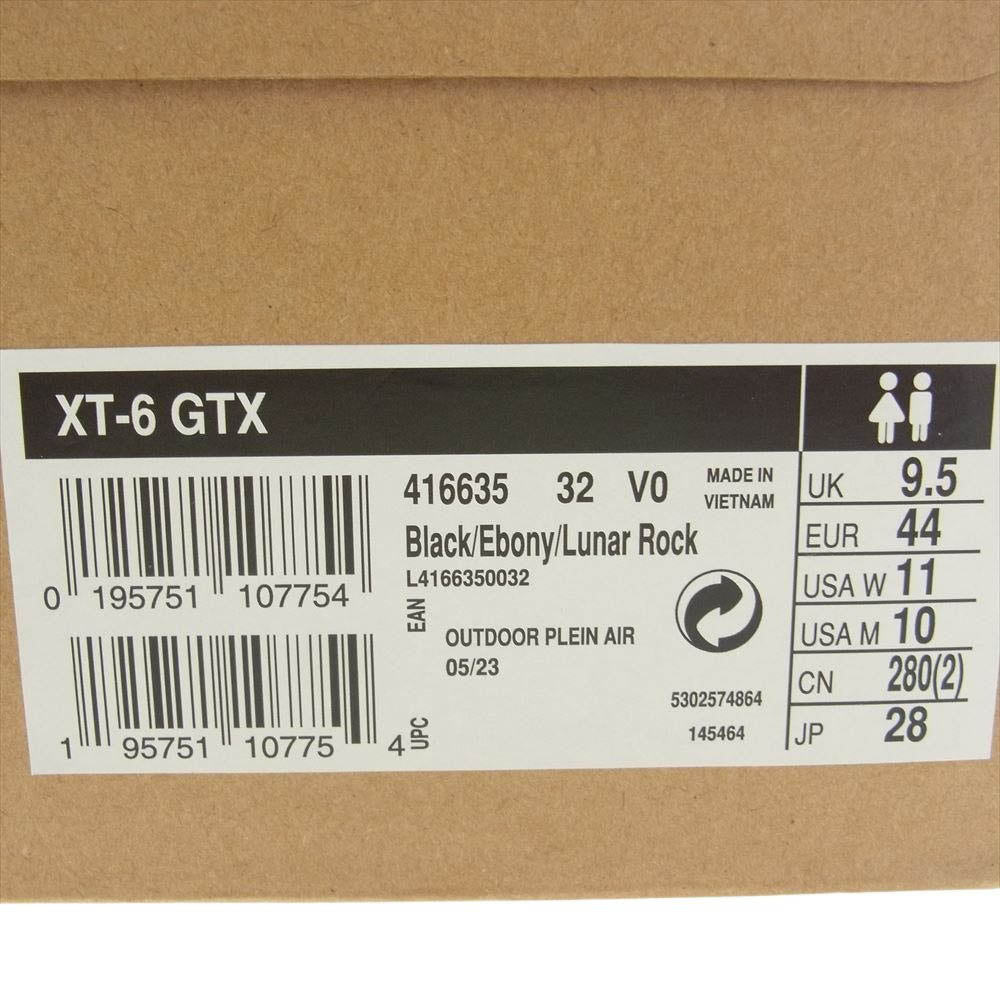 XT-6 GTX
416635 32 V0 MADE IN VIETNAM
Black/Ebony/Lunar Rock
L4166350032
0 195751 107754
EAN
OUTDOOR PLEIN AIR
05/23
5302574864
145464
1 95751 10775 4
UPC
UK 9.5
EUR 44
USA W 11
USA M 10
CN 280(2)
JP 28